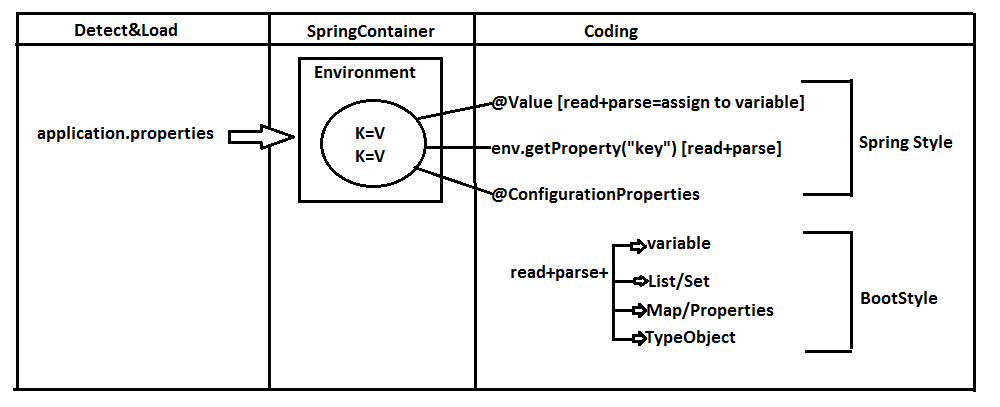 Detect&Load
SpringContainer
Coding
Environment
application.properties
K=V
K=V
@Value [read+parse=assign to variable]
env.getProperty("key") [read+parse]
@ConfigurationProperties
Spring Style
read+parse+
variable
List/Set
Map/Properties
TypeObject
BootStyle